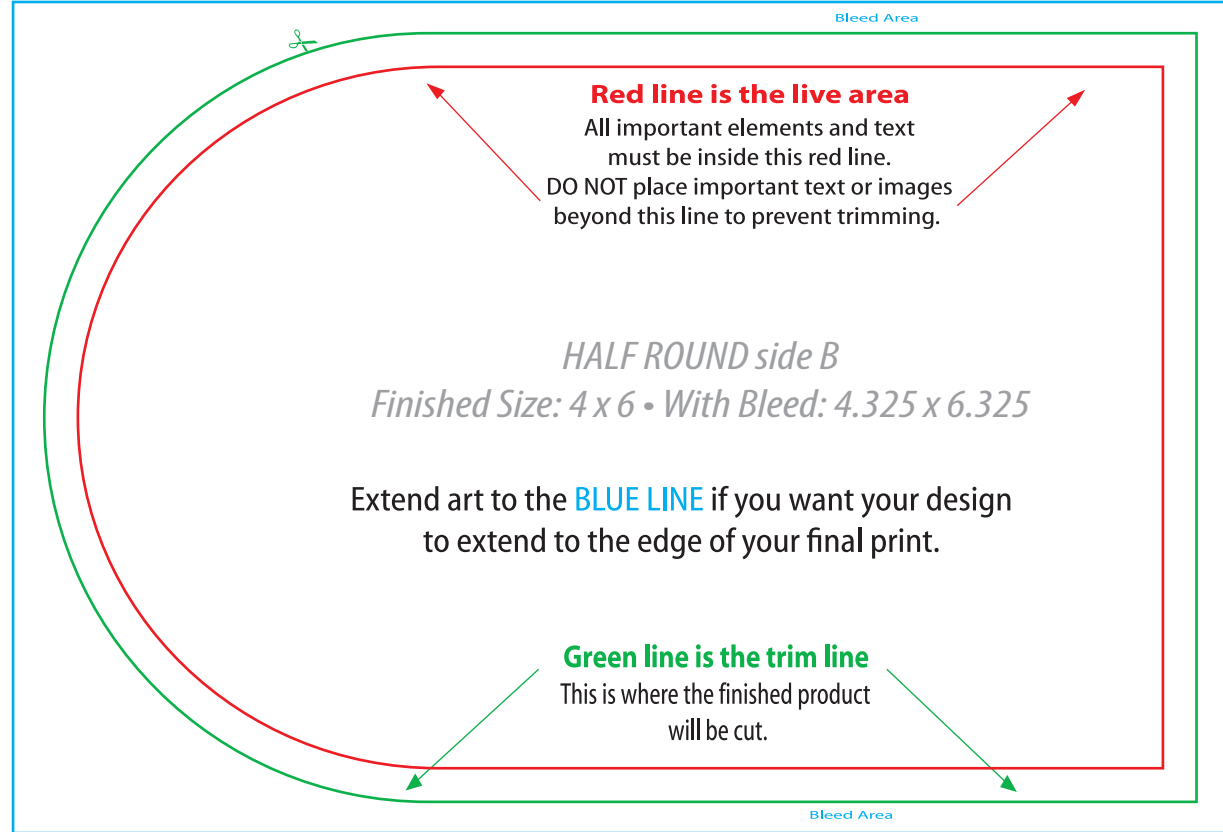 Bleed Area
Red line is the live area
All important elements and text
must be inside this red line.
DO NOT place important text or images
beyond this line to prevent trimming.
HALF ROUND side B
Finished Size: 4 x 6 • With Bleed: 4.325 x 6.325
Extend art to the BLUE LINE if you want your design
to extend to the edge of your final print.
Green line is the trim line
This is where the finished product
will be cut.
Bleed Area